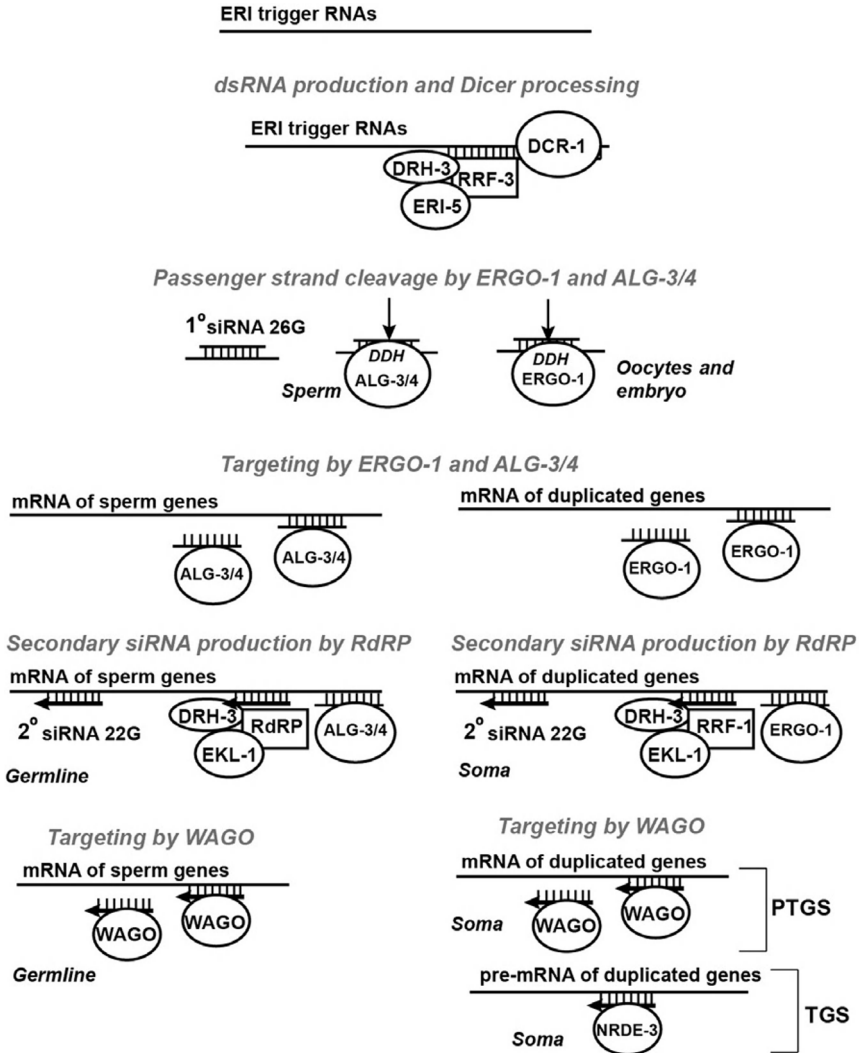 ERI trigger RNAs
dsRNA production and Dicer processing
ERI trigger RNAs
DCR-1
DRH-3
RRF-3
ERI-5
Passenger strand cleavage by ERGO-1 and ALG-3/4
1° siRNA 26G
DDH
ALG-3/4
Sperm
DDH
ERGO-1
Oocytes and
embryo
Targeting by ERGO-1 and ALG-3/4
mRNA of sperm genes
ALG-3/4
ALG-3/4
mRNA of duplicated genes
ERGO-1
ERGO-1
Secondary siRNA production by RdRP
mRNA of sperm genes
2° siRNA 22G
DRH-3
RdRP
ALG-3/4
EKL-1
Germline
Secondary siRNA production by RdRP
mRNA of duplicated genes
2° siRNA 22G
DRH-3
RRF-1
ERGO-1
EKL-1
Soma
Targeting by WAGO
mRNA of sperm genes
WAGO
WAGO
Germline
Targeting by WAGO
mRNA of duplicated genes
Soma
WAGO
WAGO
PTGS
pre-mRNA of duplicated genes
NRDE-3
Soma
TGS